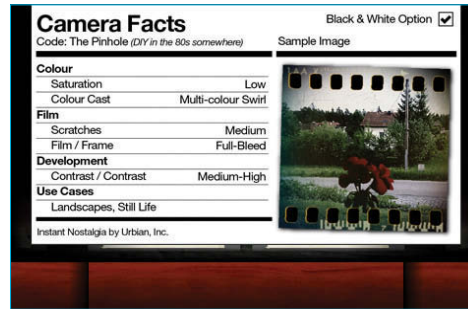 Camera Facts
Black & White Option
Code: The Pinhole (DIY in the 80s somewhere)
Sample Image
Colour
Saturation Low
Colour Cast Multi-colour Swirl
Film
Scratches Medium
Film / Frame Full-Bleed
Development
Contrast / Contrast Medium-High
Use Cases
Landscapes, Still Life
Instant Nostalgia by Urbian, Inc.